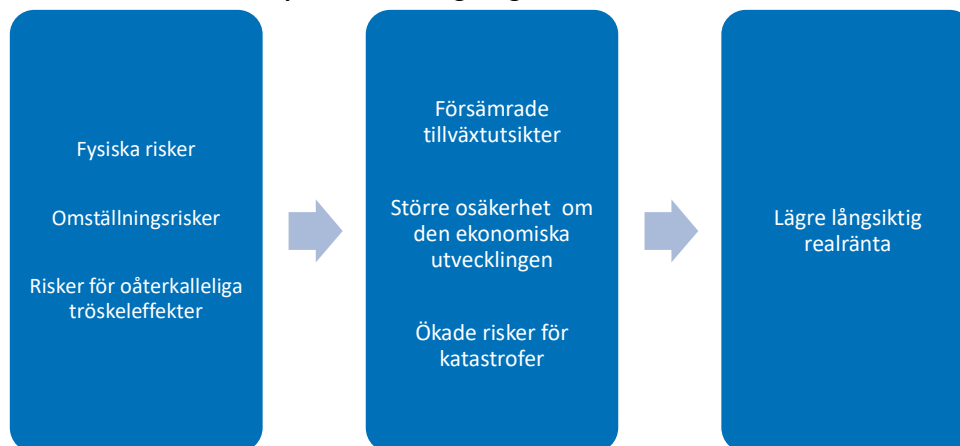 Fysiska risker
Omställningsrisker
Risker för oåterkalleliga
tröskeleffekter
Försämrade
tillväxtutsikter
Större osäkerhet om
den ekonomiska
utvecklingen
Ökade risker för
katastrofer
Lägre långsiktig
realränta